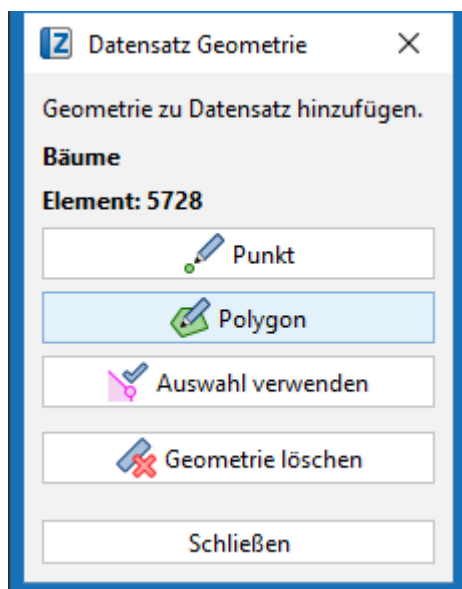 Z Datensatz Geometrie
Geometrie zu Datensatz hinzufügen.
Bäume
Element: 5728
Punkt
Polygon
Auswahl verwenden
Geometrie löschen
Schließen